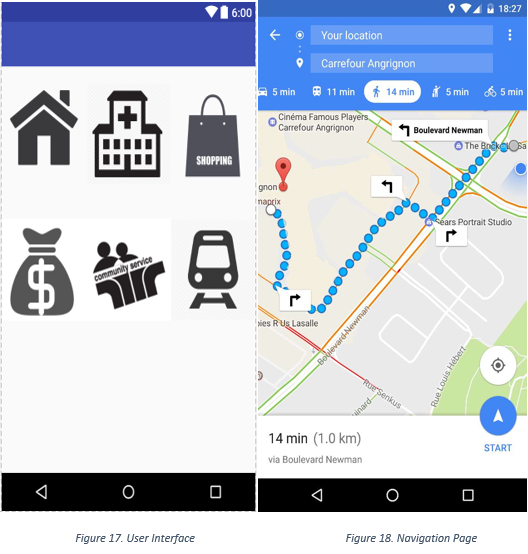 6:00
SHOPPING
$
community service
18:27
Your location
Carrefour Angrignon
5 min
11 min
14 min
5 min
5 min
Cinéma Famous Players
Carrefour Angrignon
Boulevard Newman
The Brick
Sa
gnon
maprix
Sears Portrait Studio
ies R Us Lasalle
Boulevard Newman
Rue Senkus
uinard
Rue Louis Hébert
START
14 min (1.0 km)
via Boulevard Newman
Figure 17. User Interface
Figure 18. Navigation Page